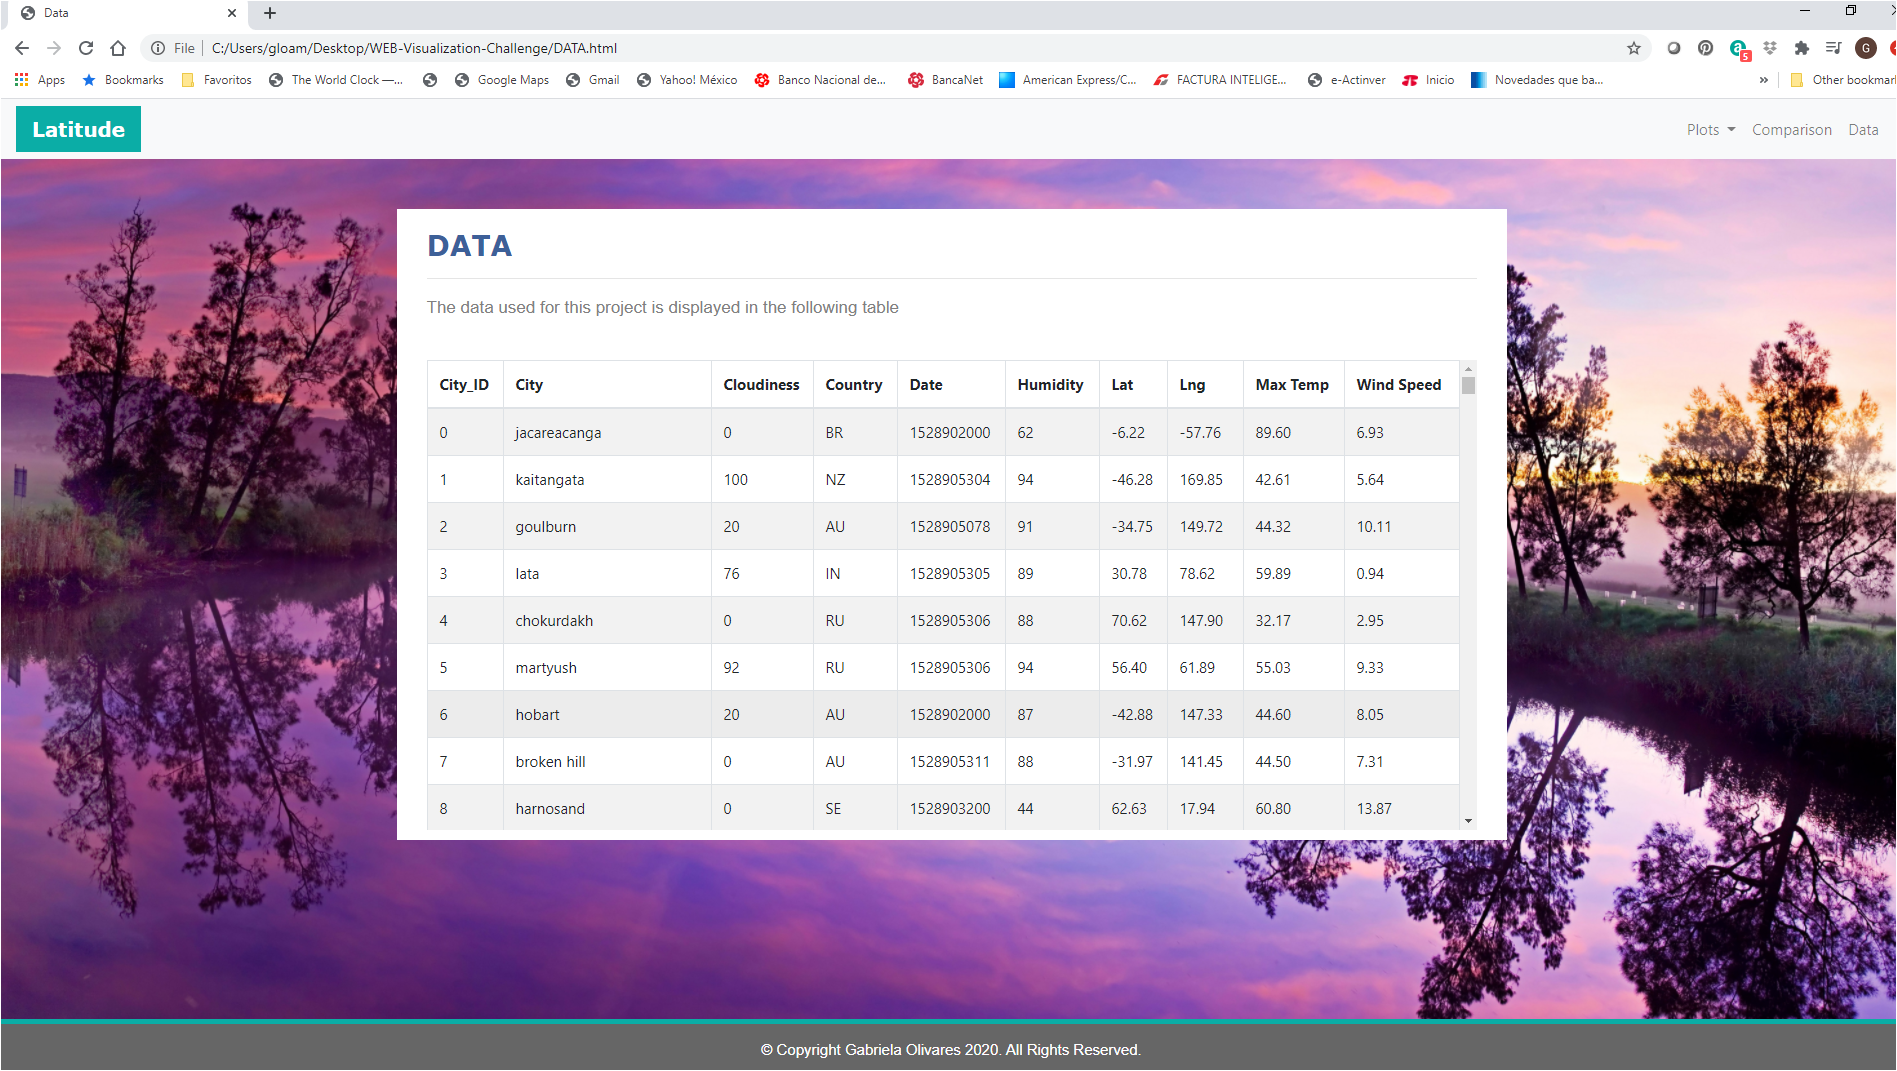 Data
File C:/Users/gloam/Desktop/WEB-Visualization-Challenge/DATA.html
5
G
Apps Bookmarks Favoritos The World Clock —... Google Maps Gmail Yahoo! México Banco Nacional de... BancaNet American Express/C... FACTURA INTELIGE... e-Actinver Inicio Novedades que ba... » Other bookmar
Latitude Plots Comparison Data
DATA
The data used for this project is displayed in the following table
City_ID City Cloudiness Country Date Humidity Lat Lng Max Temp Wind Speed
0 jacareacanga 0 BR 1528902000 62 -6.22 -57.76 89.60 6.93
1 kaitangata 100 NZ 1528905304 94 -46.28 169.85 42.61 5.64
2 goulburn 20 AU 1528905078 91 -34.75 149.72 44.32 10.11
3 lata 76 IN 1528905305 89 30.78 78.62 59.89 0.94
4 chokurdakh 0 RU 1528905306 88 70.62 147.90 32.17 2.95
5 martyush 92 RU 1528905306 94 56.40 61.89 55.03 9.33
6 hobart 20 AU 1528902000 87 -42.88 147.33 44.60 8.05
7 broken hill 0 AU 1528905311 88 -31.97 141.45 44.50 7.31
8 harnosand 0 SE 1528903200 44 62.63 17.94 60.80 13.87
© Copyright Gabriela Olivares 2020. All Rights Reserved.